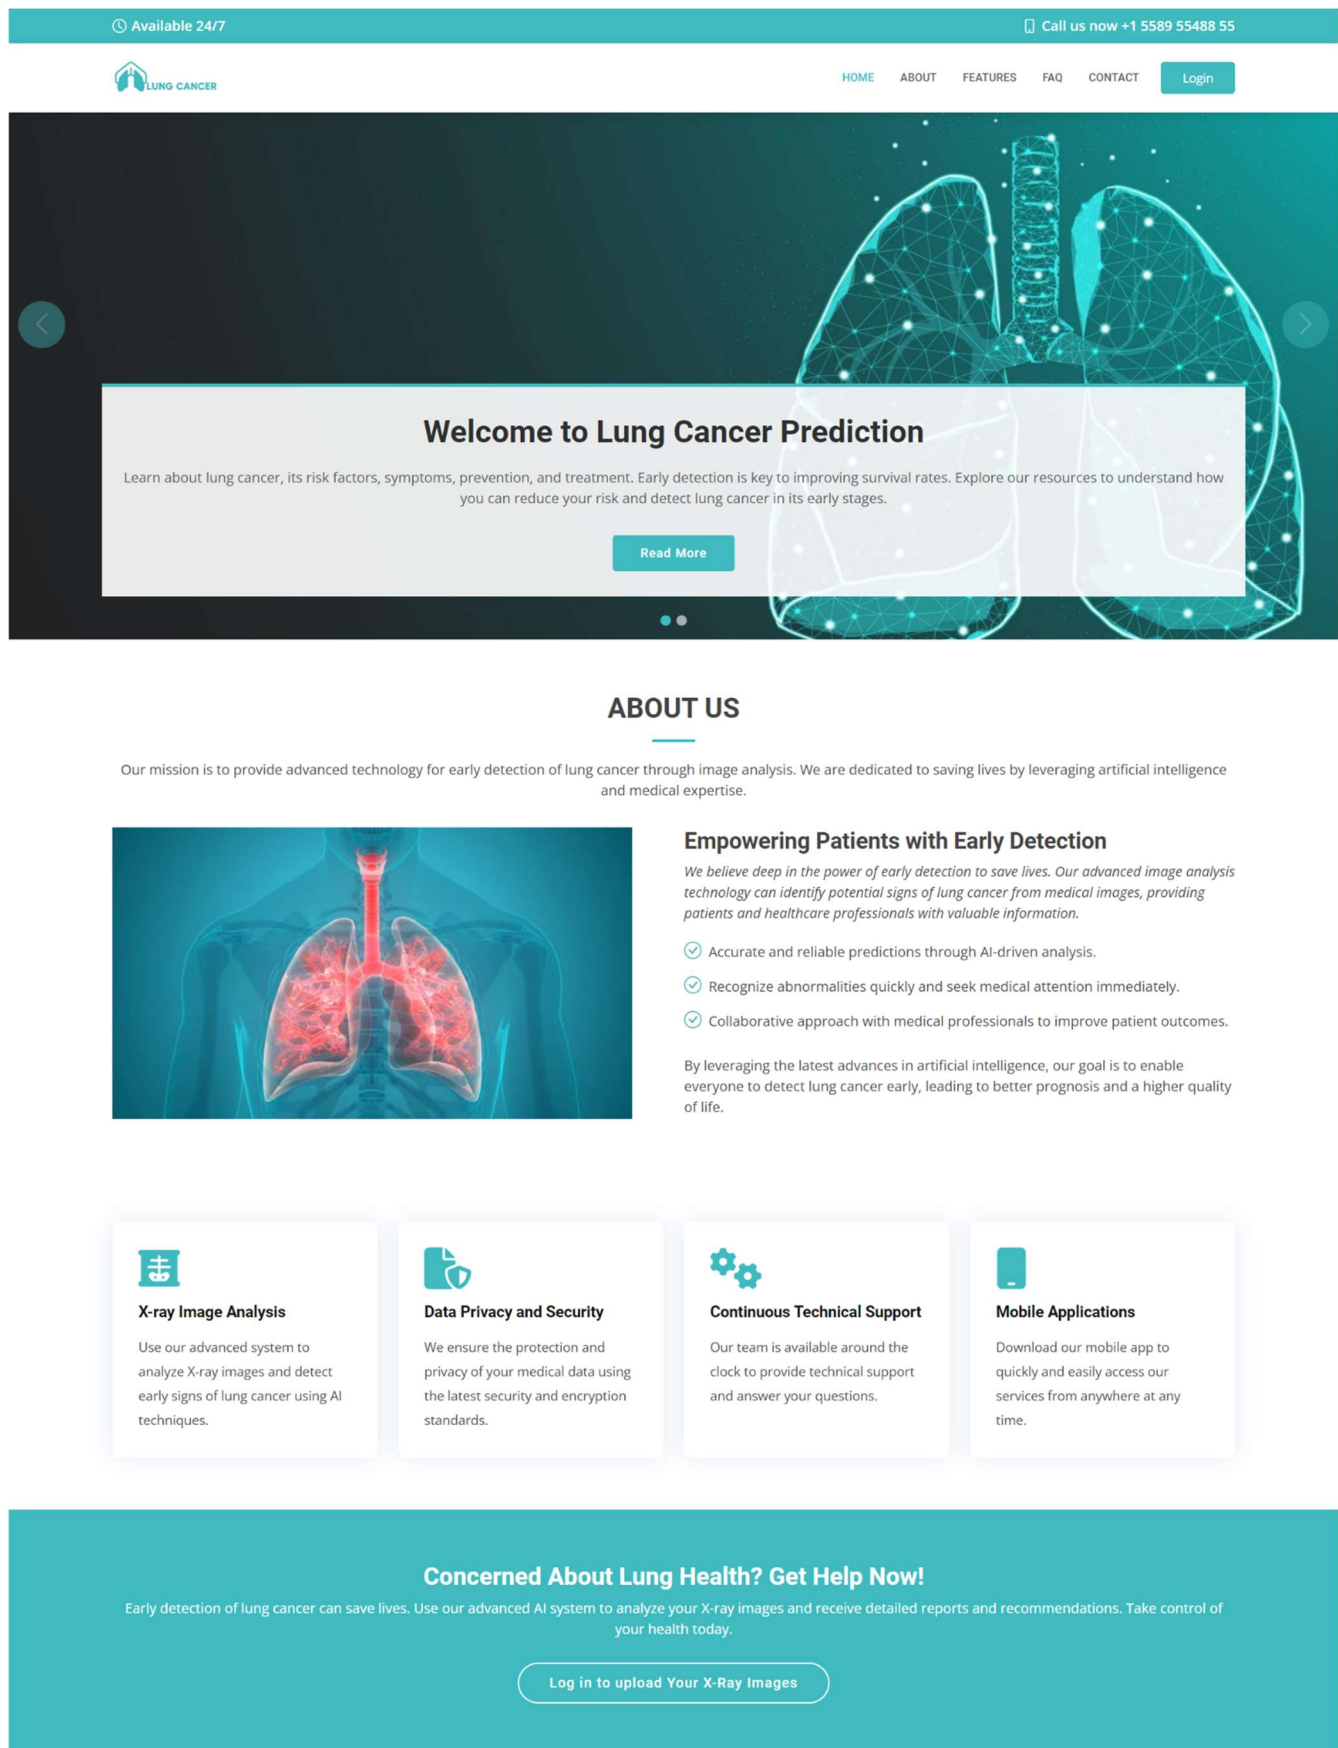 Available 24/7
Call us now +1 5589 55488 55
LUNG CANCER
HOME ABOUT FEATURES FAQ CONTACT Login
Welcome to Lung Cancer Prediction
Learn about lung cancer, its risk factors, symptoms, prevention, and treatment. Early detection is key to improving survival rates. Explore our resources to understand how
you can reduce your risk and detect lung cancer in its early stages.
Read More
ABOUT US
Our mission is to provide advanced technology for early detection of lung cancer through image analysis. We are dedicated to saving lives by leveraging artificial intelligence
and medical expertise.
Empowering Patients with Early Detection
We believe deep in the power of early detection to save lives. Our advanced image analysis
technology can identify potential signs of lung cancer from medical images, providing
patients and healthcare professionals with valuable information.
Accurate and reliable predictions through AI-driven analysis.
Recognize abnormalities quickly and seek medical attention immediately.
Collaborative approach with medical professionals to improve patient outcomes.
By leveraging the latest advances in artificial intelligence, our goal is to enable
everyone to detect lung cancer early, leading to better prognosis and a higher quality
of life.
X-ray Image Analysis
Use our advanced system to
analyze X-ray images and detect
early signs of lung cancer using AI
techniques.
Data Privacy and Security
We ensure the protection and
privacy of your medical data using
the latest security and encryption
standards.
Continuous Technical Support
Our team is available around the
clock to provide technical support
and answer your questions.
Mobile Applications
Download our mobile app to
quickly and easily access our
services from anywhere at any
time.
Concerned About Lung Health? Get Help Now!
Early detection of lung cancer can save lives. Use our advanced AI system to analyze your X-ray images and receive detailed reports and recommendations. Take control of
your health today.
Log in to upload Your X-Ray Images